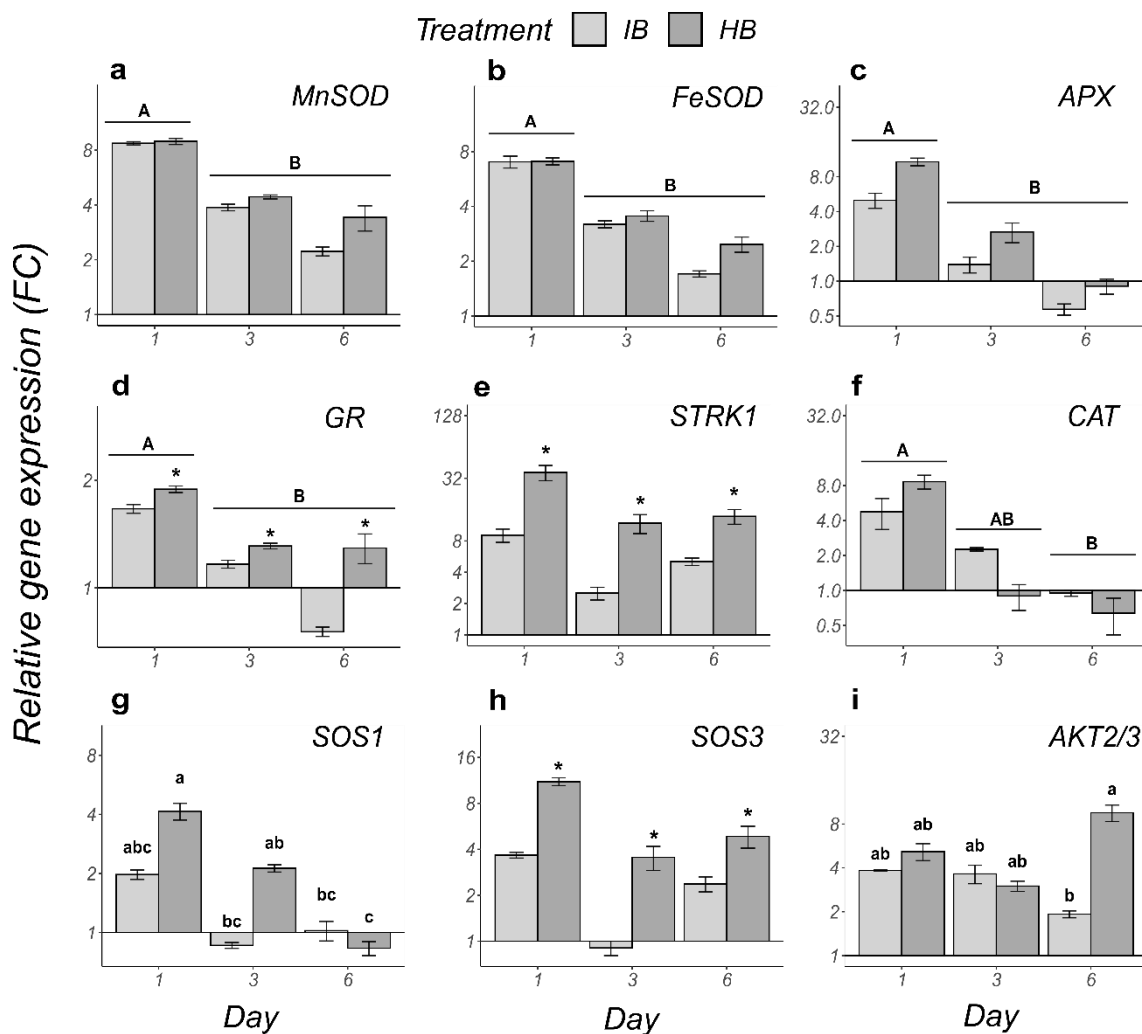 Treatment IB HB
a MnSOD
A
B
8
4
2
1
1 3 6
b FeSOD
A
B
8
4
2
1
1 3 6
c APX
A
B
32.0
8.0
4.0
2.0
1.0
0.5
1 3 6
d GR
A
B
* * *
2
1
1 3 6
e STRK1
* * *
128
32
8
4
2
1
1 3 6
f CAT
A
AB
B
32.0
8.0
4.0
2.0
1.0
0.5
1 3 6
g SOS1
abc a bc ab bc c
8
4
2
1
1 3 6
h SOS3
* * *
16
4
2
1
1 3 6
i AKT2/3
ab ab ab ab b a
32
8
4
2
1
1 3 6
Relative gene expression (FC)
Day Day Day